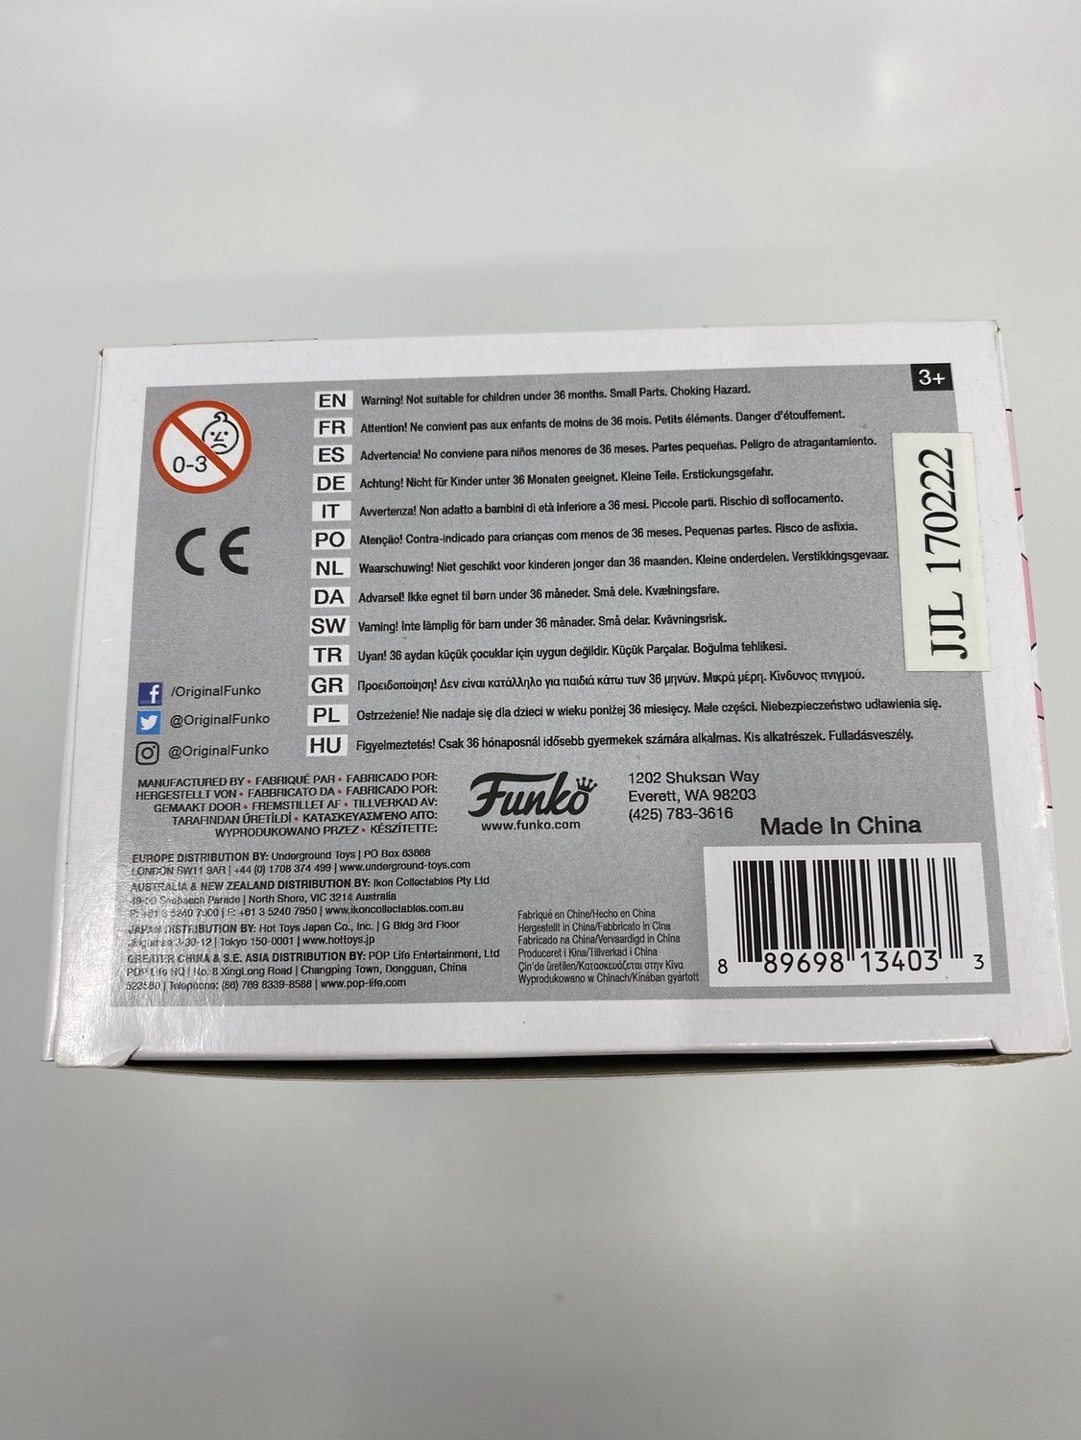 3+
0-3
CE
EN Warning! Not suitable for children under 36 months. Small Parts. Choking Hazard.
FR Attention! Ne convient pas aux enfants de moins de 36 mois. Petits éléments. Danger d'étouffement.
ES Advertencia! No conviene para niños menores de 36 meses. Partes pequeñas. Peligro de atragantamiento.
DE Achtung! Nicht für Kinder unter 36 Monaten geeignet. Kleine Teile. Erstickungsgefahr.
IT Avvertenza! Non adatto a bambini di età inferiore a 36 mesi. Piccole parti. Rischio di soffocamento.
PO Atenção! Contra-indicado para crianças com menos de 36 meses. Pequenas partes. Risco de asfixia.
NL Waarschuwing! Niet geschikt voor kinderen jonger dan 36 maanden. Kleine onderdelen. Verstikkingsgevaar.
DA Advarsel! Ikke egnet til børn under 36 måneder. Små dele. Kvælningsfare.
SW Varning! Inte lämplig för barn under 36 månader. Små delar. Kvävningsrisk.
TR Uyarı! 36 aydan küçük çocuklar için uygun değildir. Küçük Parçalar. Boğulma tehlikesi.
GR Προειδοποίηση! Δεν είναι κατάλληλο για παιδιά κάτω των 36 μηνών. Μικρά μέρη. Κίνδυνος πνιγμού.
PL Ostrzeżenie! Nie nadaje się dla dzieci w wieku poniżej 36 miesięcy. Małe części. Niebezpieczeństwo udławienia się.
HU Figyelmeztetés! Csak 36 hónaposnál idősebb gyermekek számára alkalmas. Kis alkatrészek. Fulladásveszély.
JJL 170222
/OriginalFunko
@OriginalFunko
@OriginalFunko
MANUFACTURED BY • FABRIQUÉ PAR • FABRICADO POR:
HERGESTELLT VON • FABBRICATO DA • FABRICADO POR:
GEMAAKT DOOR • FREMSTILLET AF • TILLVERKAD AV:
TARAFINDAN ÜRETİLDİ • ΚΑΤΑΣΚΕΥΑΣΜΈΝΟ ΑΠΌ:
WYPRODUKOWANO PRZEZ • KÉSZÍTETTE:
Funko
www.funko.com
1202 Shuksan Way
Everett, WA 98203
(425) 783-3616
Made In China
EUROPE DISTRIBUTION BY: Underground Toys | PO Box 63668
LONDON SW11 9AR | +44 (0) 1708 374 499 | www.underground-toys.com
AUSTRALIA & NEW ZEALAND DISTRIBUTION BY: Ikon Collectables Pty Ltd
Parade | North Shore, VIC 3214 Australia
P: +61 3 5240 7000 | F: +61 3 5240 7950 | www.ikoncollectables.com.au
JAPAN DISTRIBUTION BY: Hot Toys Japan Co., Inc. | G Bldg 3rd Floor
3-30-12 | Tokyo 150-0001 | www.hottoys.jp
GREATER CHINA & S.E. ASIA DISTRIBUTION BY: POP Life Entertainment, Ltd
POP Life HQ | No. 8 XingLong Road | Changping Town, Dongguan, China
523560 | Telephone: (86) 769 8339-8588 | www.pop-life.com
Fabriqué en Chine/Hecho en China
Hergestellt in China/Fabbricato in Cina
Fabricado na China/Vervaardigd in China
Produceret i Kina/Tillverkad i China
Çin'de üretilen/Κατασκευάζεται στην Κίνα
Wyprodukowano w Chinach/Kínában gyártott
8 89698 13403 3